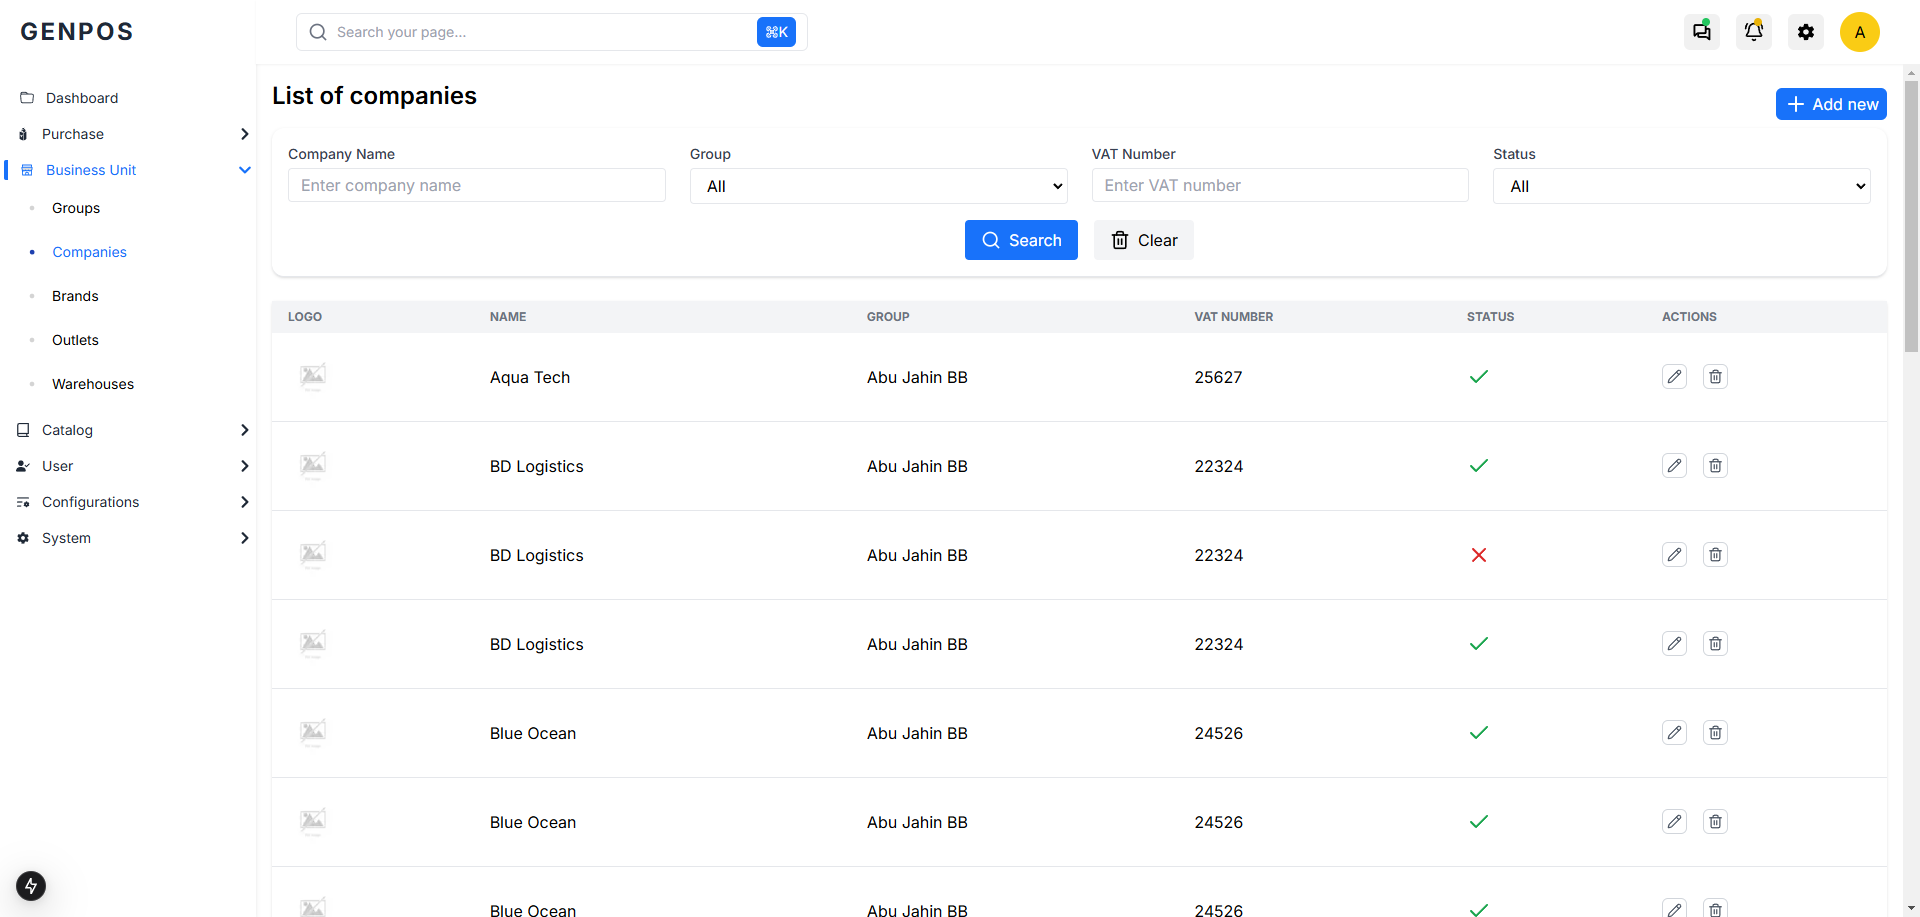 GENPOS
Search your page...
⌘K
A
Dashboard
Purchase
Business Unit
Groups
Companies
Brands
Outlets
Warehouses
Catalog
User
Configurations
System
List of companies
Add new
Company Name
Group
VAT Number
Status
Enter company name
All
Enter VAT number
All
Search
Clear
LOGO NAME GROUP VAT NUMBER STATUS ACTIONS
Aqua Tech Abu Jahin BB 25627
BD Logistics Abu Jahin BB 22324
BD Logistics Abu Jahin BB 22324
BD Logistics Abu Jahin BB 22324
Blue Ocean Abu Jahin BB 24526
Blue Ocean Abu Jahin BB 24526
Blue Ocean Abu Jahin BB 24526